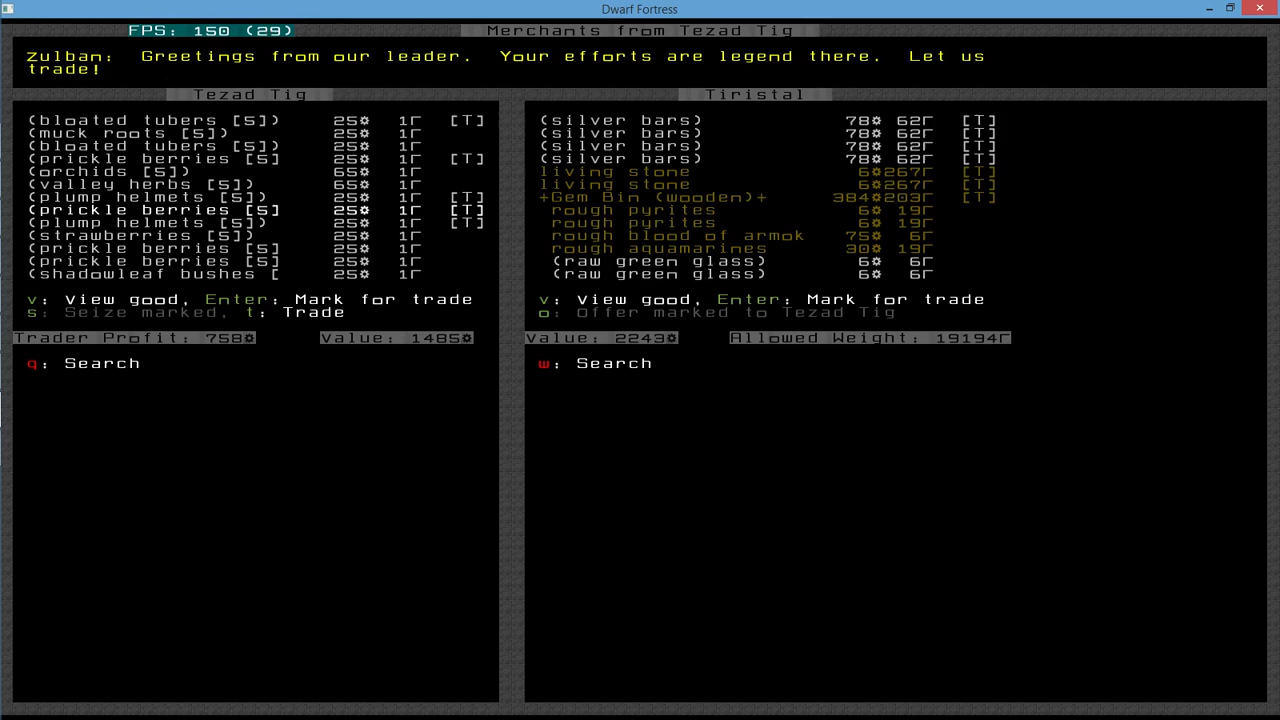 Dwarf Fortress
FPS: 150 (29)
Merchants from Tezad Tig
Zulban: Greetings from our leader. Your efforts are legend there. Let us
trade!
Tezad Tig
(bloated tubers [5]) 25☼ 1Γ [T]
(muck roots [5]) 25☼ 1Γ
(bloated tubers [5]) 25☼ 1Γ
(prickle berries [5] 25☼ 1Γ [T]
(orchids [5]) 65☼ 1Γ
(valley herbs [5]) 65☼ 1Γ
(plump helmets [5]) 25☼ 1Γ [T]
(prickle berries [5] 25☼ 1Γ [T]
(plump helmets [5]) 25☼ 1Γ [T]
(strawberries [5]) 25☼ 1Γ
(prickle berries [5] 25☼ 1Γ
(prickle berries [5] 25☼ 1Γ
(shadowleaf bushes [ 25☼ 1Γ
v: View good, Enter: Mark for trade
s: Seize marked, t: Trade
Trader Profit: 758☼ Value: 1485☼
q: Search
Tiristal
(silver bars) 78☼ 62Γ [T]
(silver bars) 78☼ 62Γ [T]
(silver bars) 78☼ 62Γ [T]
(silver bars) 78☼ 62Γ [T]
living stone 6☼267Γ [T]
living stone 6☼267Γ [T]
+Gem Bin (wooden)+ 384☼203Γ [T]
rough pyrites 6☼ 19Γ
rough pyrites 6☼ 19Γ
rough blood of armok 75☼ 6Γ
rough aquamarines 30☼ 19Γ
(raw green glass) 6☼ 6Γ
(raw green glass) 6☼ 6Γ
v: View good, Enter: Mark for trade
o: Offer marked to Tezad Tig
Value: 2243☼ Allowed Weight: 19194Γ
w: Search